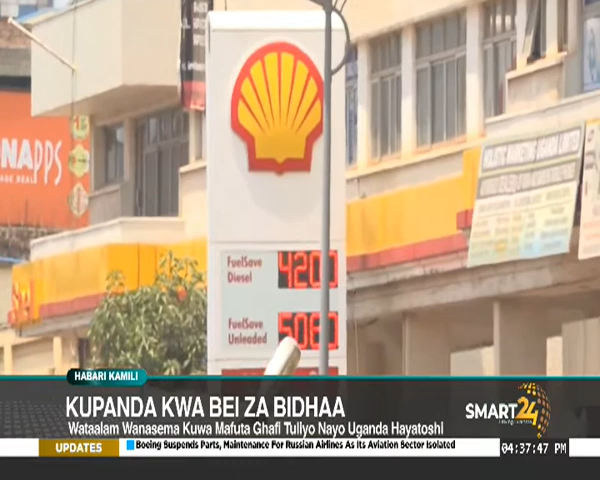 NAPPS
FuelSave
Diesel
4200
FuelSave
Unleaded
5080
HABARI KAMILI
KUPANDA KWA BEI ZA BIDHAA
Wataalam Wanasema Kuwa Mafuta Ghafi Tuliyo Nayo Uganda Hayatoshi
SMART24
UPDATES
Boeing Suspends Parts, Maintenance For Russian Airlines As Its Aviation Sector Isolated
04:37:47 PM